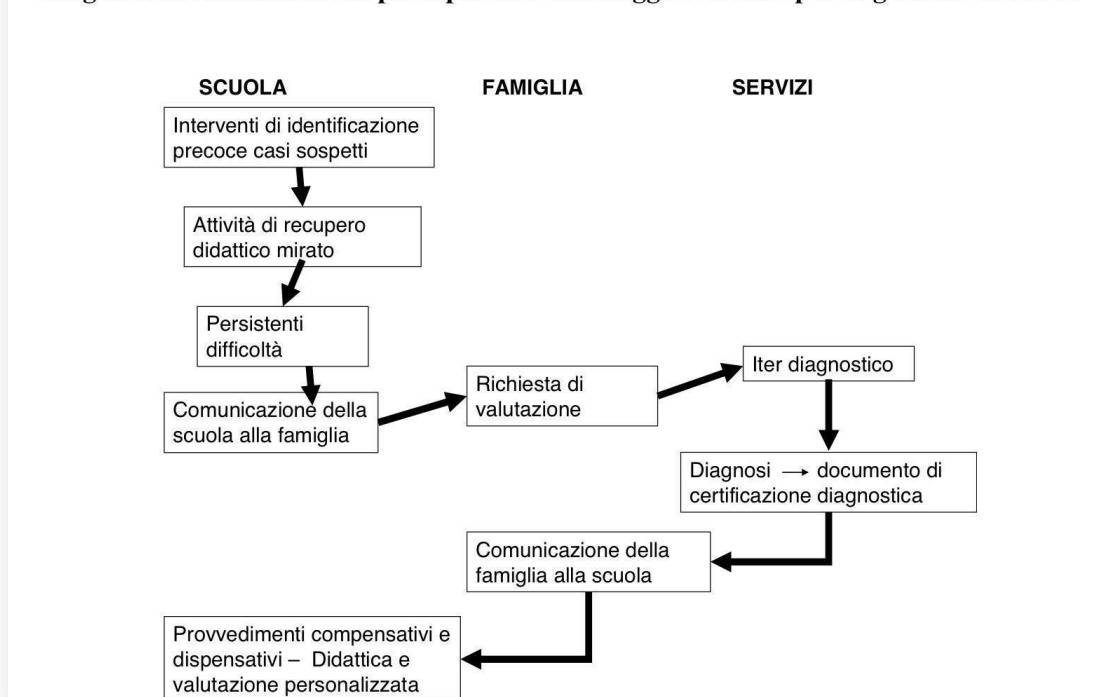 SCUOLA FAMIGLIA SERVIZI
Interventi di identificazione
precoce casi sospetti
Attività di recupero
didattico mirato
Persistenti
difficoltà
Comunicazione della
scuola alla famiglia
Richiesta di
valutazione
Iter diagnostico
Diagnosi → documento di
certificazione diagnostica
Comunicazione della
famiglia alla scuola
Provvedimenti compensativi e
dispensativi – Didattica e
valutazione personalizzata